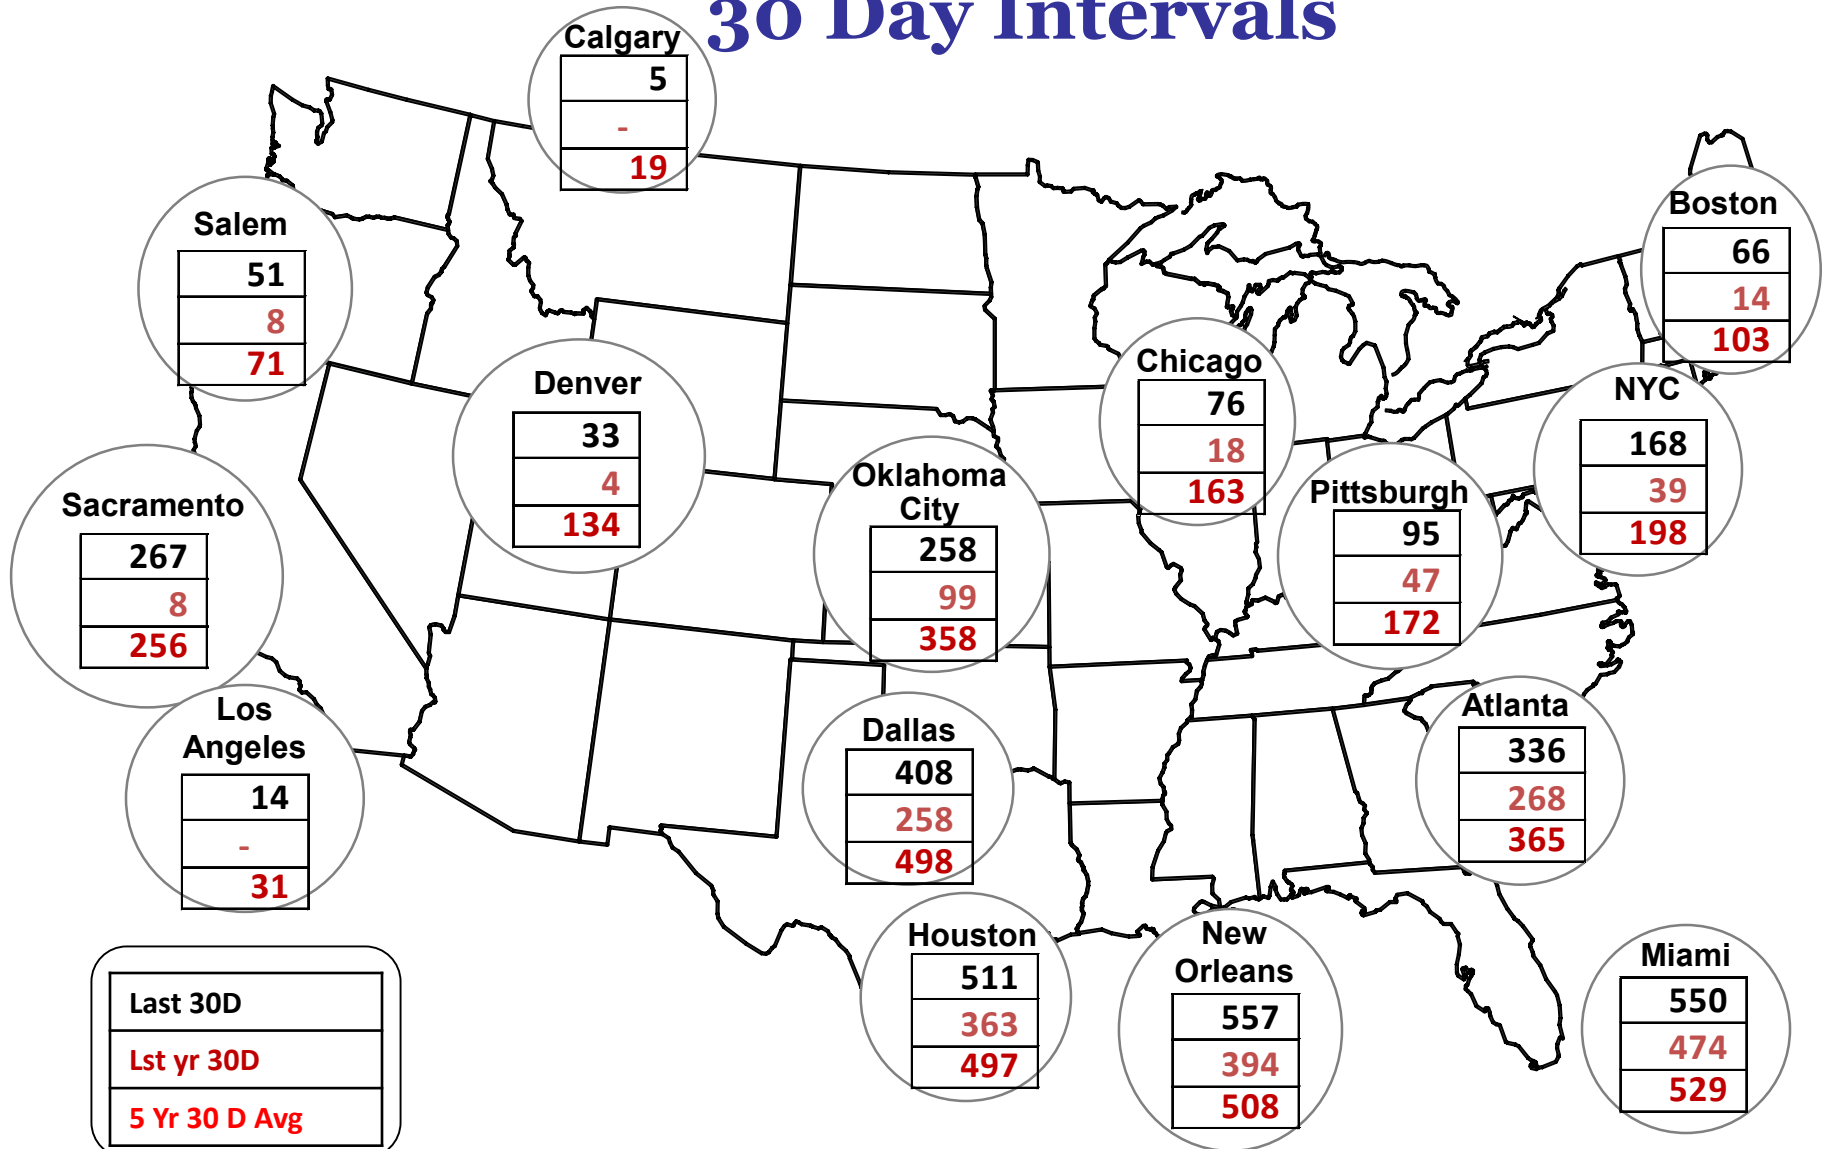 30 Day Intervals
Calgary
5
-
19
Salem
51
8
71
Boston
66
14
103
Denver
33
4
134
Chicago
76
18
163
NYC
168
39
198
Sacramento
267
8
256
Oklahoma
City
258
99
358
Pittsburgh
95
47
172
Los
Angeles
14
-
31
Dallas
408
258
498
Atlanta
336
268
365
Houston
511
363
497
New
Orleans
557
394
508
Miami
550
474
529
Last 30D
Lst yr 30D
5 Yr 30 D Avg